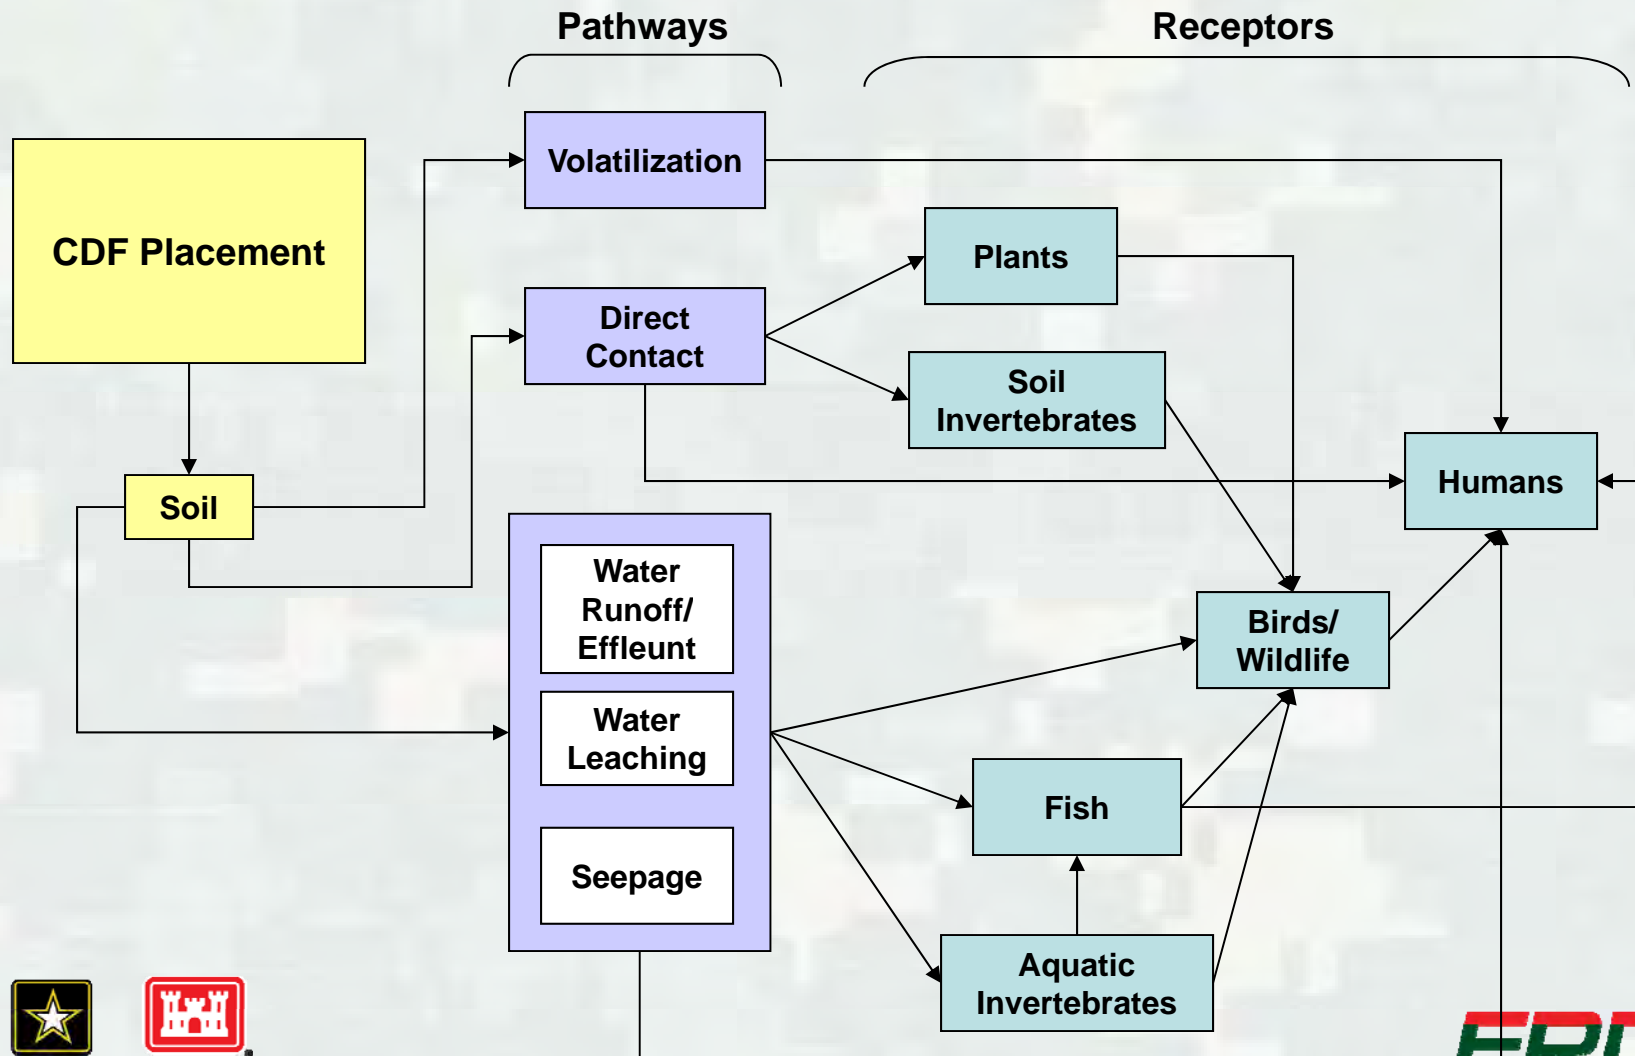 Pathways
Receptors
CDF Placement
Volatilization
Plants
Direct
Contact
Soil
Invertebrates
Humans
Soil
Water
Runoff/
Effleunt
Birds/
Wildlife
Water
Leaching
Fish
Seepage
Aquatic
Invertebrates